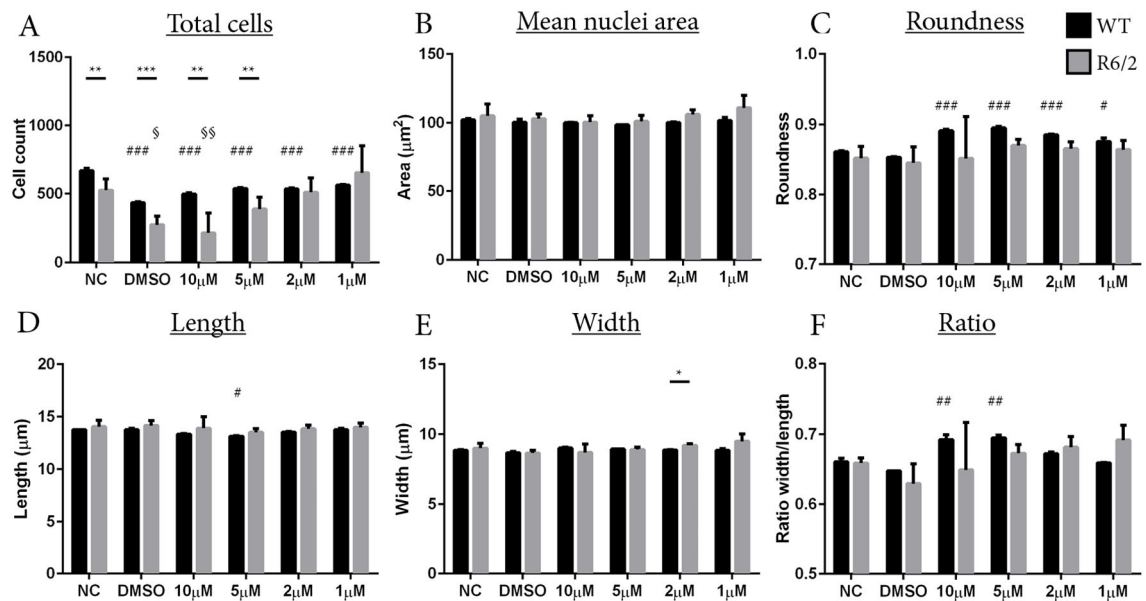 A Total cells
1500
** *** ** **
§ §§
1000
### ### ### ### ###
500
0
Cell count
NC DMSO 10μM 5μM 2μM 1μM
B Mean nuclei area
150
100
50
0
Area (μm²)
NC DMSO 10μM 5μM 2μM 1μM
C Roundness
WT
R6/2
1.0
### ### ### #
0.9
0.8
0.7
Roundness
NC DMSO 10μM 5μM 2μM 1μM
D Length
20
#
15
10
5
0
Length (μm)
NC DMSO 10μM 5μM 2μM 1μM
E Width
15
*
10
5
0
Width (μm)
NC DMSO 10μM 5μM 2μM 1μM
F Ratio
0.8
## ##
0.7
0.6
0.5
Ratio width/length
NC DMSO 10μM 5μM 2μM 1μM